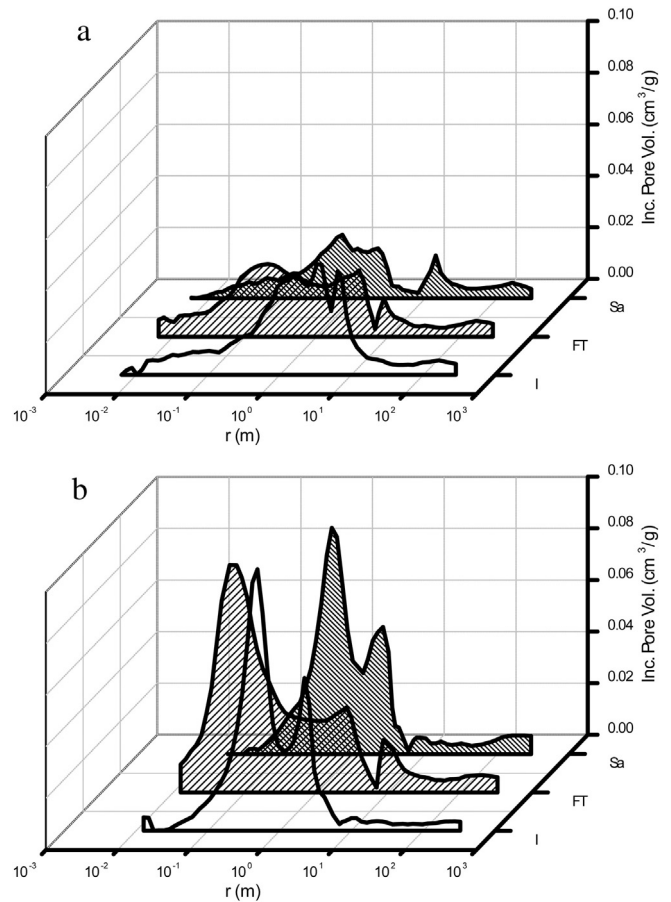 a
0.10
0.08
0.06
0.04
0.02
0.00
Inc. Pore Vol. (cm³/g)
Sa
FT
I
10⁻³ 10⁻² 10⁻¹ 10⁰ 10¹ 10² 10³
r (m)
b
0.10
0.08
0.06
0.04
0.02
0.00
Inc. Pore Vol. (cm³/g)
Sa
FT
I
10⁻³ 10⁻² 10⁻¹ 10⁰ 10¹ 10² 10³
r (m)